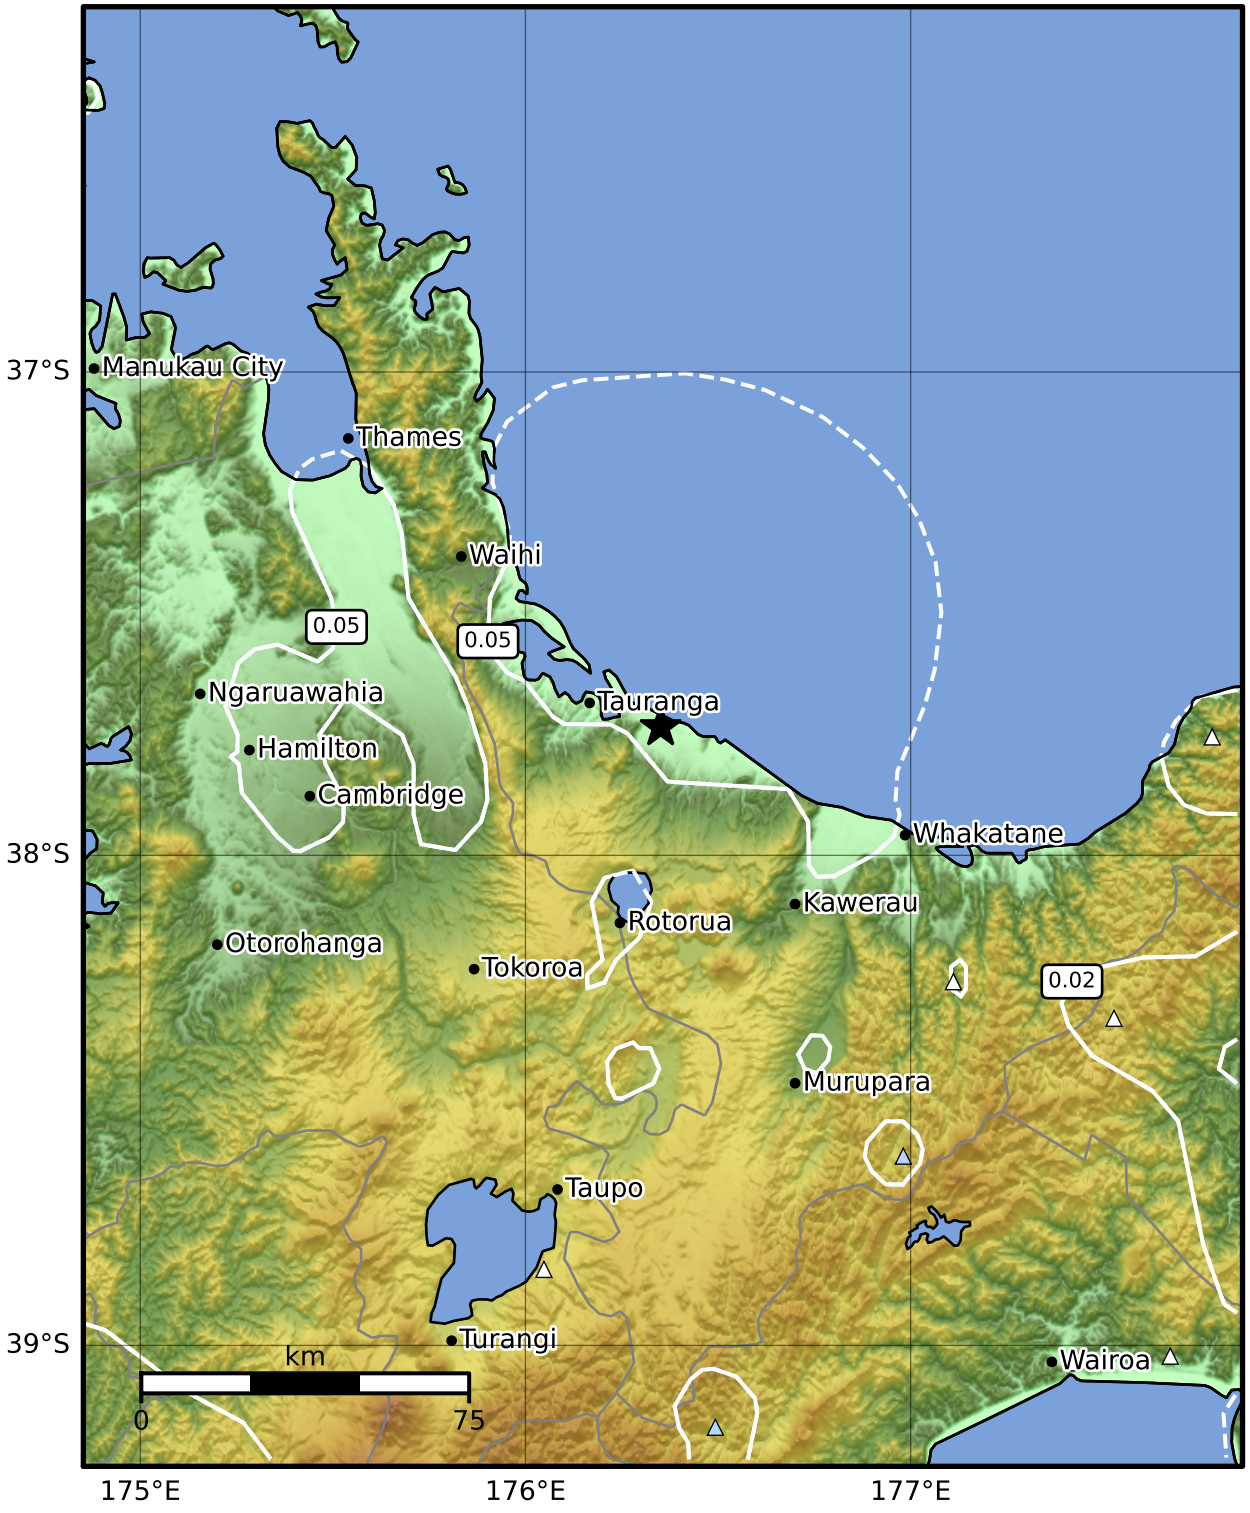 37°S
Manukau City
Thames
Waihi
0.05
0.05
Ngaruawahia
Tauranga
Hamilton
Cambridge
38°S
Whakatane
Kawerau
Rotorua
Otorohanga
Tokoroa
0.02
Murupara
Taupo
39°S
Turangi
km
Wairoa
0
75
175°E
176°E
177°E